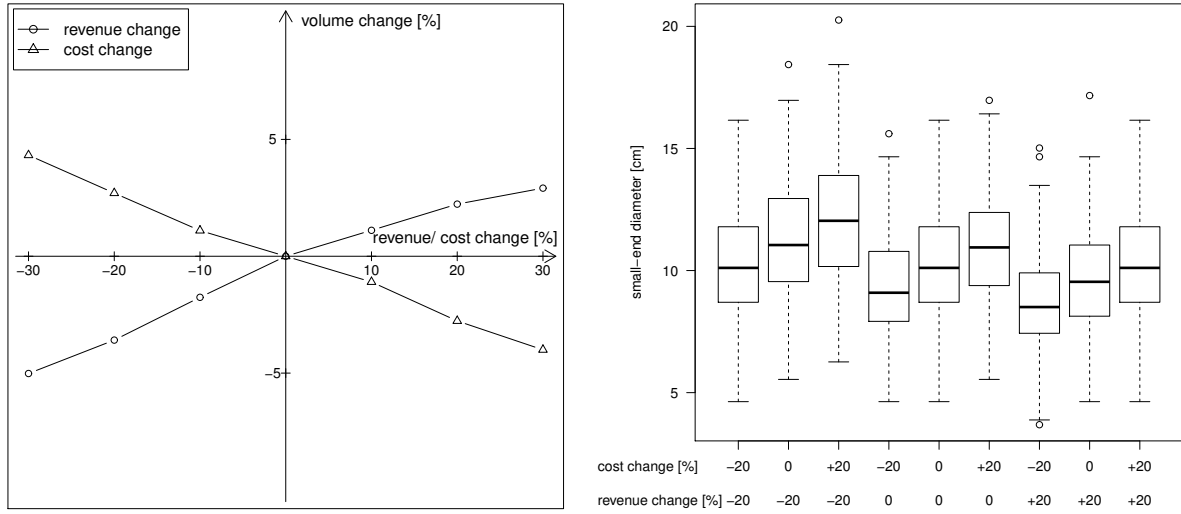 revenue change
cost change
volume change [%]
5
revenue/ cost change [%]
−30 −20 −10 10 20 30
−5
small−end diameter [cm]
20
15
10
5
cost change [%] −20 0 +20 −20 0 +20 −20 0 +20
revenue change [%] −20 −20 −20 0 0 0 +20 +20 +20